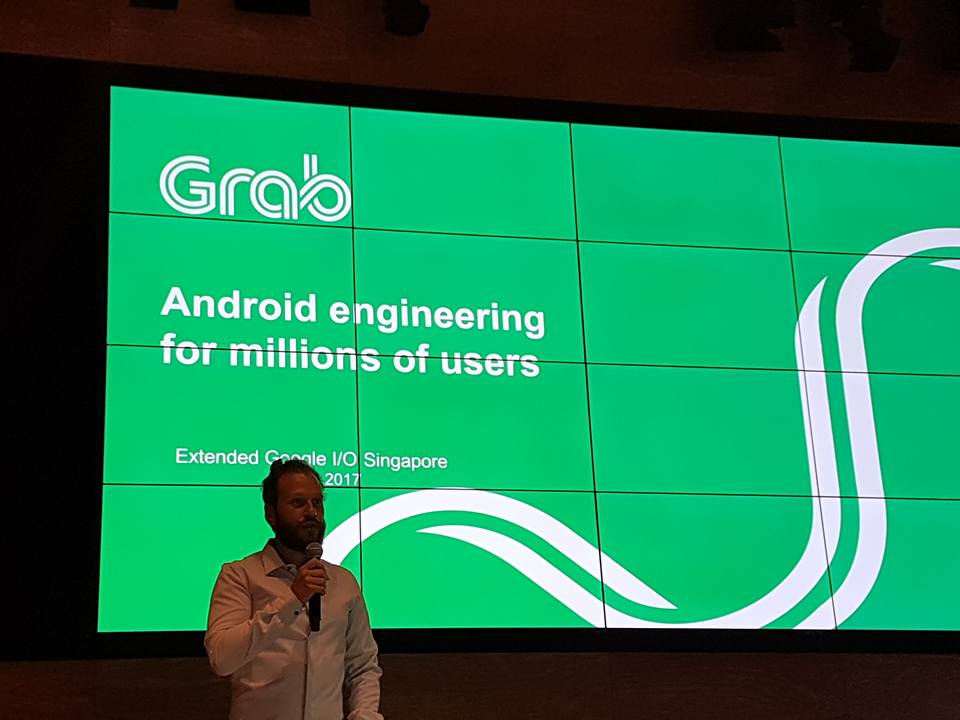 Grab
Android engineering
for millions of users
Extended Google I/O Singapore
2017